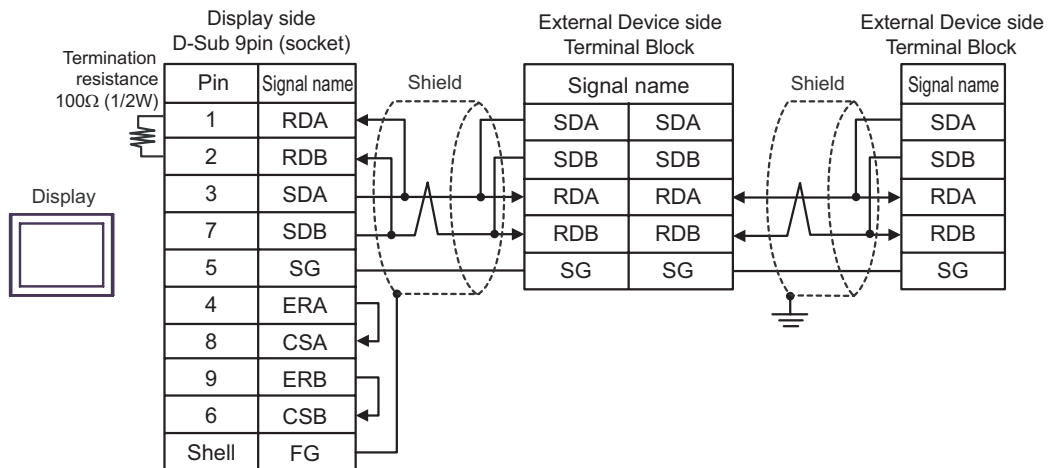 Display side
D-Sub 9pin (socket)
Termination
resistance
100Ω (1/2W)
Display
Pin Signal name
1 RDA
2 RDB
3 SDA
7 SDB
5 SG
4 ERA
8 CSA
9 ERB
6 CSB
Shell FG
Shield
External Device side
Terminal Block
Signal name
SDA SDA
SDB SDB
RDA RDA
RDB RDB
SG SG
Shield
External Device side
Terminal Block
Signal name
SDA
SDB
RDA
RDB
SG